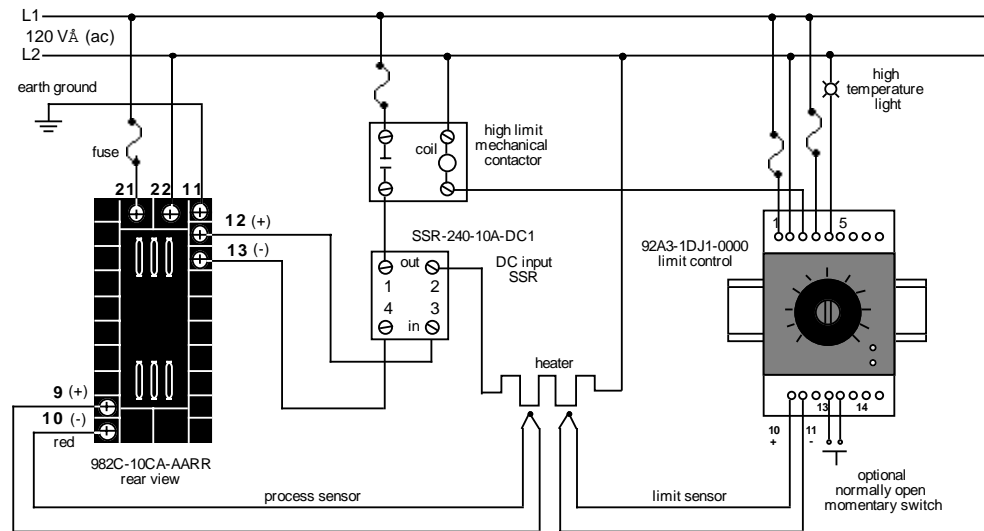 L1
120 VÅ (ac)
L2
earth ground
fuse
21 22 11
12 (+)
13 (-)
high limit
mechanical
contactor
coil
high
temperature
light
SSR-240-10A-DC1
out
1 2
4 3
in
DC input
SSR
92A3-1DJ1-0000
limit control
1 5
heater
9 (+)
10 (-)
red
982C-10CA-AARR
rear view
process sensor
limit sensor
13 14
10
+
11
-
optional
normally open
momentary switch